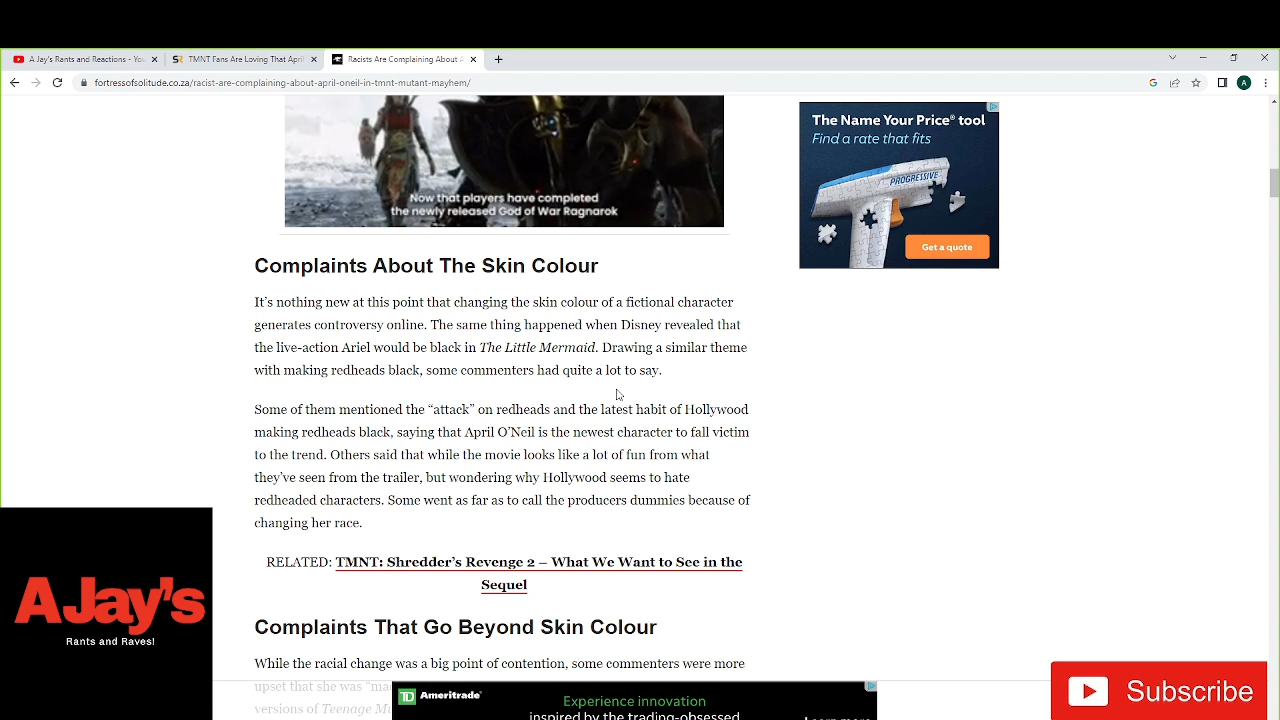 A Jay's Rants and Reactions - You
TMNT Fans Are Loving That April
Racists Are Complaining About A
fortressofsolitude.co.za/racist-are-complaining-about-april-oneil-in-tmnt-mutant-mayhem/
G
A
Now that players have completed
the newly released God of War Ragnarok
The Name Your Price® tool
Find a rate that fits
PROGRESSIVE
Get a quote
Complaints About The Skin Colour
It's nothing new at this point that changing the skin colour of a fictional character
generates controversy online. The same thing happened when Disney revealed that
the live-action Ariel would be black in The Little Mermaid. Drawing a similar theme
with making redheads black, some commenters had quite a lot to say.
Some of them mentioned the “attack” on redheads and the latest habit of Hollywood
making redheads black, saying that April O’Neil is the newest character to fall victim
to the trend. Others said that while the movie looks like a lot of fun from what
they’ve seen from the trailer, but wondering why Hollywood seems to hate
redheaded characters. Some went as far as to call the producers dummies because of
changing her race.
RELATED: TMNT: Shredder’s Revenge 2 – What We Want to See in the
Sequel
Complaints That Go Beyond Skin Colour
While the racial change was a big point of contention, some commenters were more
upset that she was
versions of Teenage
AJay's
Rants and Raves!
TD Ameritrade
Experience innovation
inspired by the trading-obsessed
Learn more
Subscribe